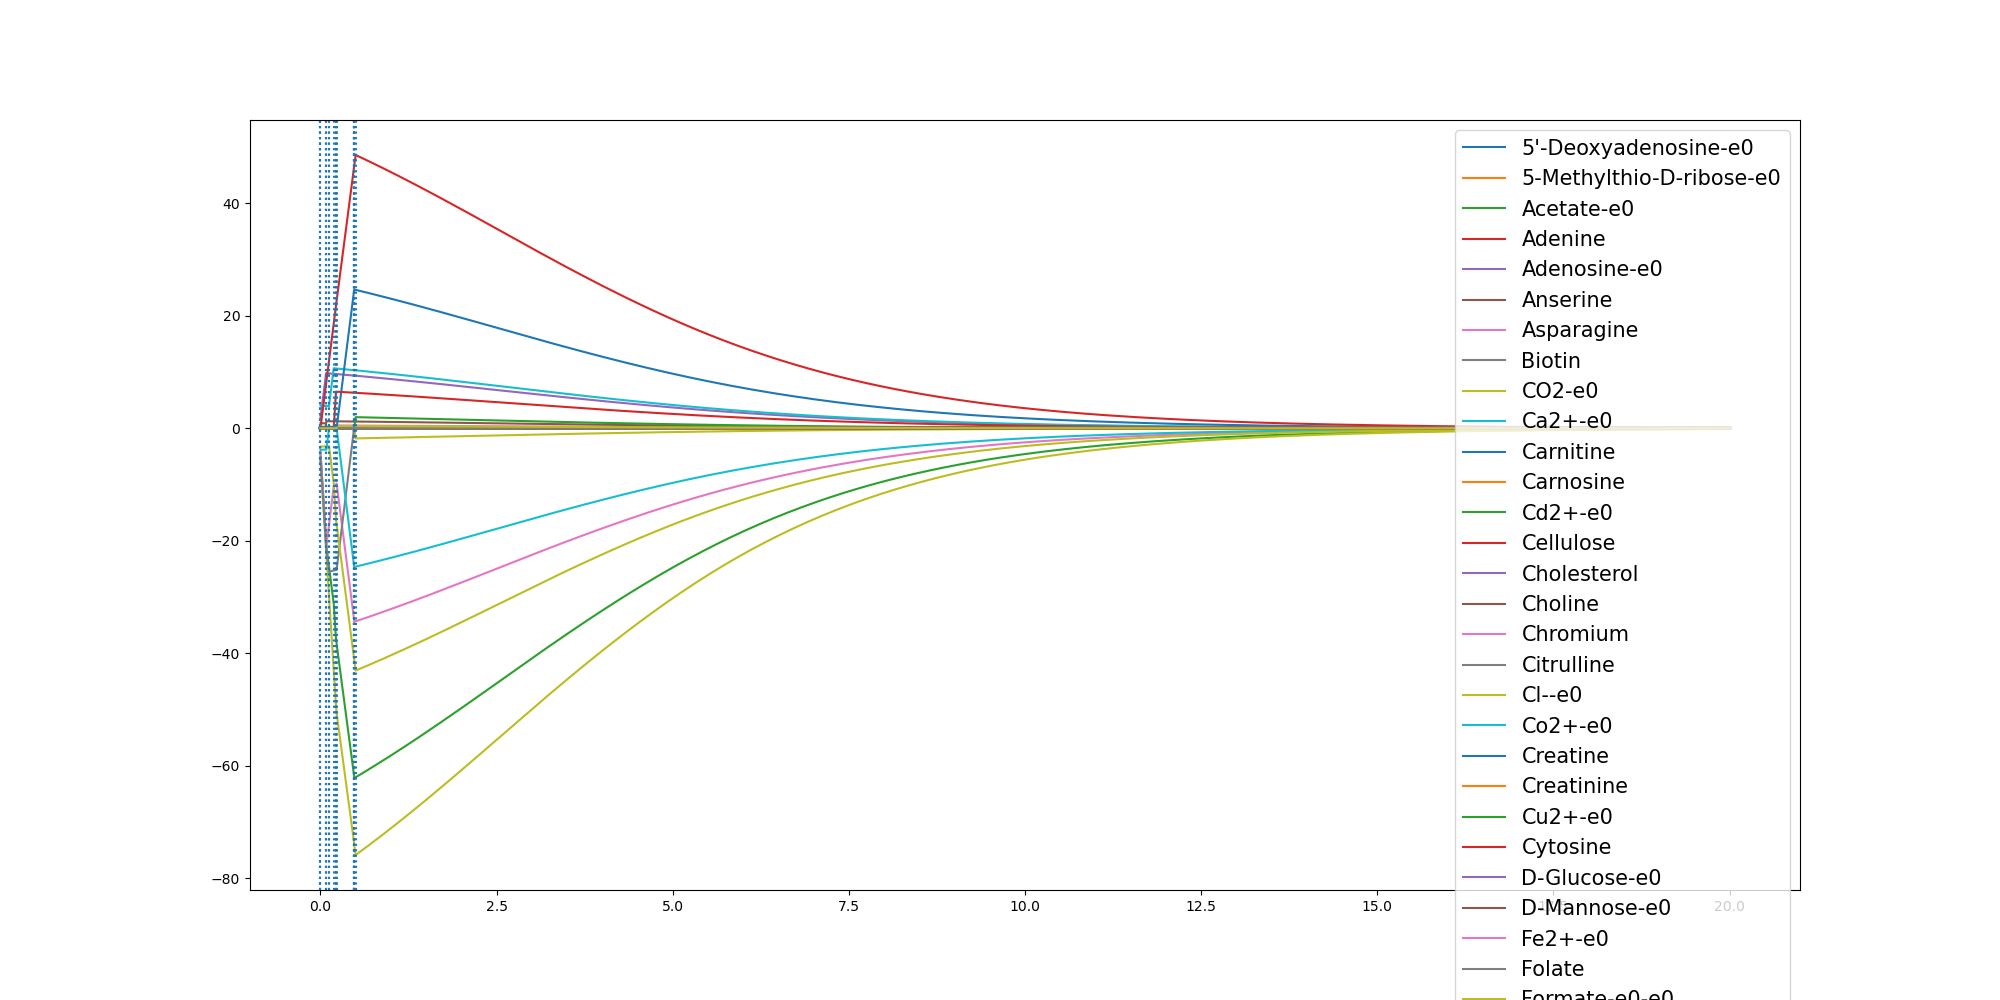 40
20
0
−20
−40
−60
−80
0.0
2.5
5.0
7.5
10.0
12.5
15.0
20.0
5'-Deoxyadenosine-e0
5-Methylthio-D-ribose-e0
Acetate-e0
Adenine
Adenosine-e0
Anserine
Asparagine
Biotin
CO2-e0
Ca2+-e0
Carnitine
Carnosine
Cd2+-e0
Cellulose
Cholesterol
Choline
Chromium
Citrulline
Cl--e0
Co2+-e0
Creatine
Creatinine
Cu2+-e0
Cytosine
D-Glucose-e0
D-Mannose-e0
Fe2+-e0
Folate
Formate-e0-e0